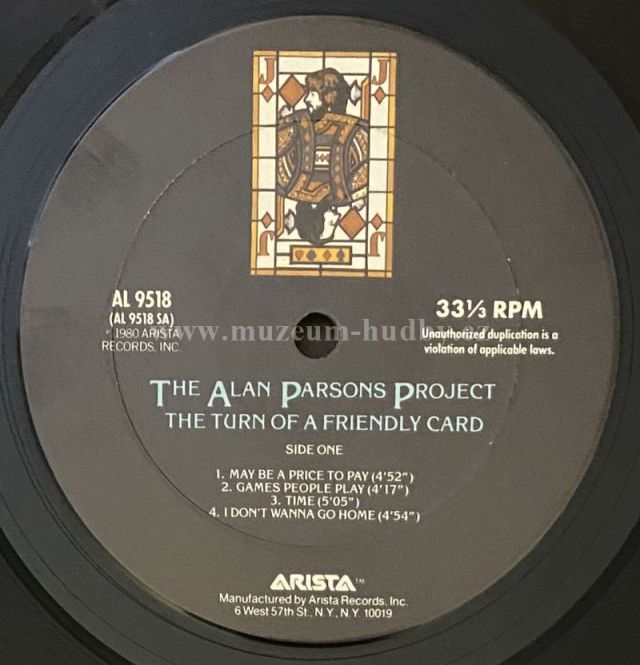 J J
J J
AL 9518
(AL 9518 SA)
℗ 1980 ARISTA
RECORDS, INC.
33⅓ RPM
Unauthorized duplication is a
violation of applicable laws.
www.muzeum-hudby.cz
THE ALAN PARSONS PROJECT
THE TURN OF A FRIENDLY CARD
SIDE ONE
1. MAY BE A PRICE TO PAY (4'52")
2. GAMES PEOPLE PLAY (4'17")
3. TIME (5'05")
4. I DON'T WANNA GO HOME (4'54")
ARISTA™
Manufactured by Arista Records, Inc.
6 West 57th St., N.Y., N.Y. 10019